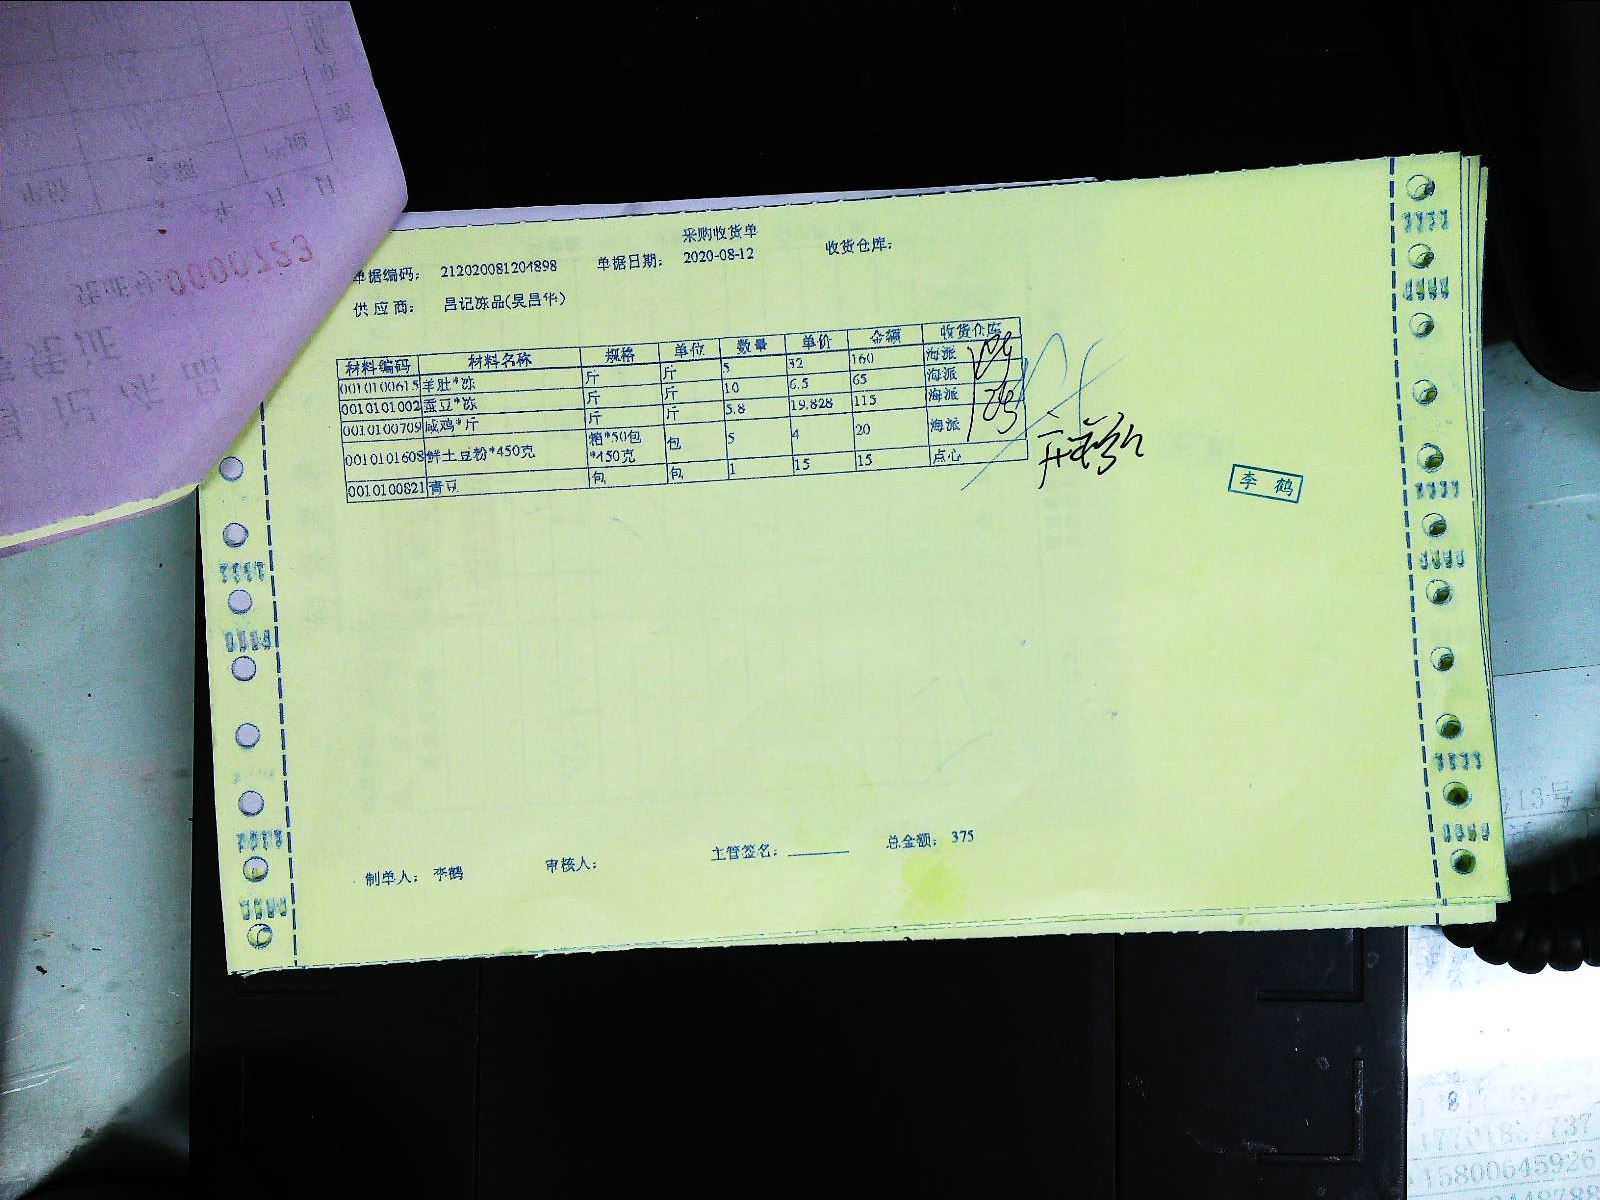 采购收货单
单据编码： 212020081201898 单据日期： 2020-08-12 收货仓库：
供应商： 吕记冻品(吴昌华)
材料编码 材料名称 规格 单位 数量 单价 金额 收货仓库
0010100615 羊肚*冻 斤 斤 5 32 160 海派
0010101002 蚕豆*冻 斤 斤 10 6.5 65 海派
0010100709 咸鸡*斤 斤 斤 5.8 19.828 115 海派
0010101608 鲜土豆粉*450克 箱*50包*450克 包 5 4 20 海派
0010100821 青豆 包 包 1 15 15 点心
李鹤
制单人： 李鹤 审核人： 主管签名： 总金额： 375
0000723
15800645926